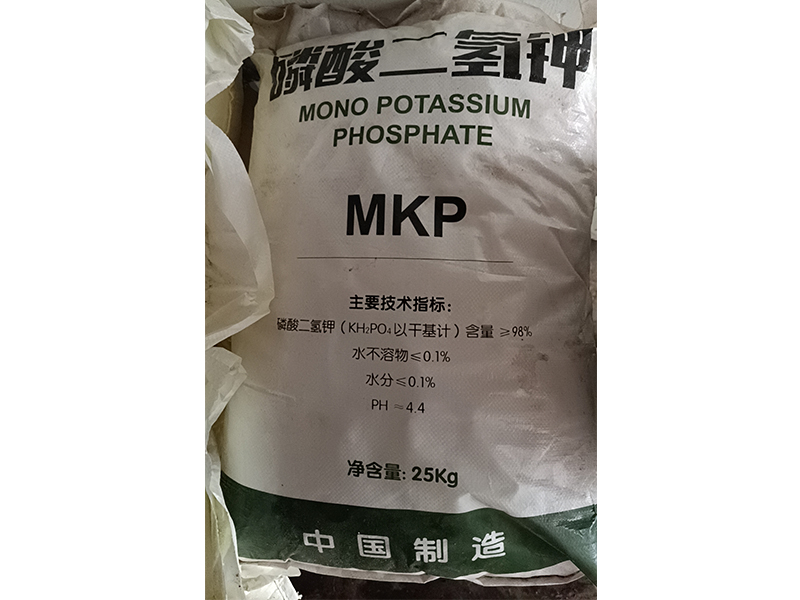 磷酸二氢钾
MONO POTASSIUM
PHOSPHATE
MKP
主要技术指标:
磷酸二氢钾（KH₂PO₄以干基计）含量 ≥98%
水不溶物≤0.1%
水分≤0.1%
PH ≈4.4
净含量: 25Kg
中国制造